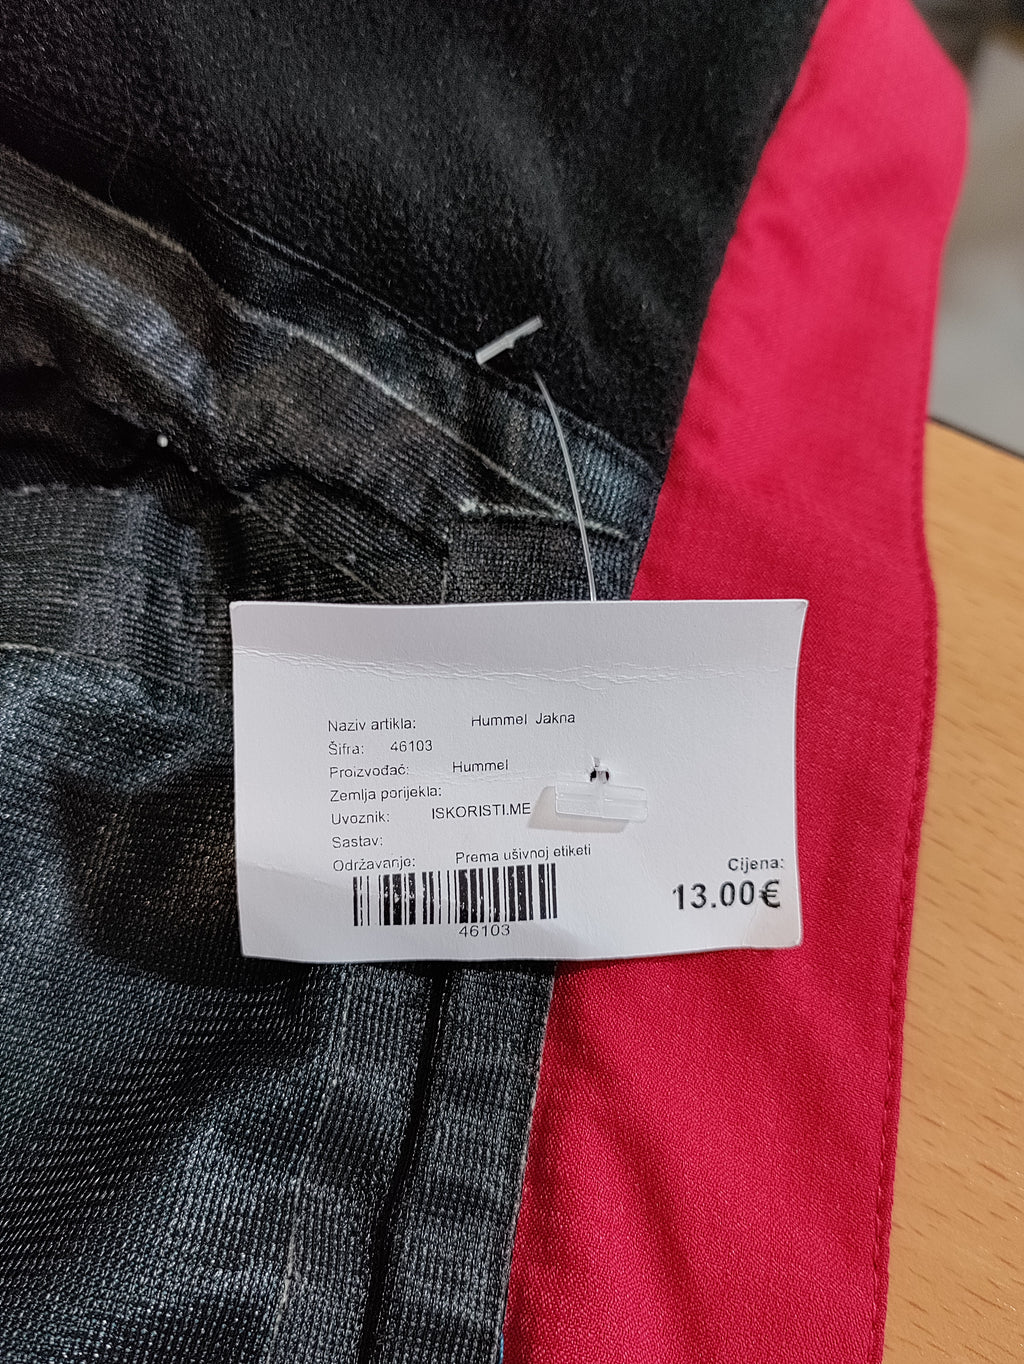 Naziv artikla: Hummel Jakna
Šifra: 46103
Proizvođač: Hummel
Zemlja porijekla:
Uvoznik: ISKORISTI.ME
Sastav:
Održavanje: Prema ušivnoj etiketi
Cijena:
13.00€
46103